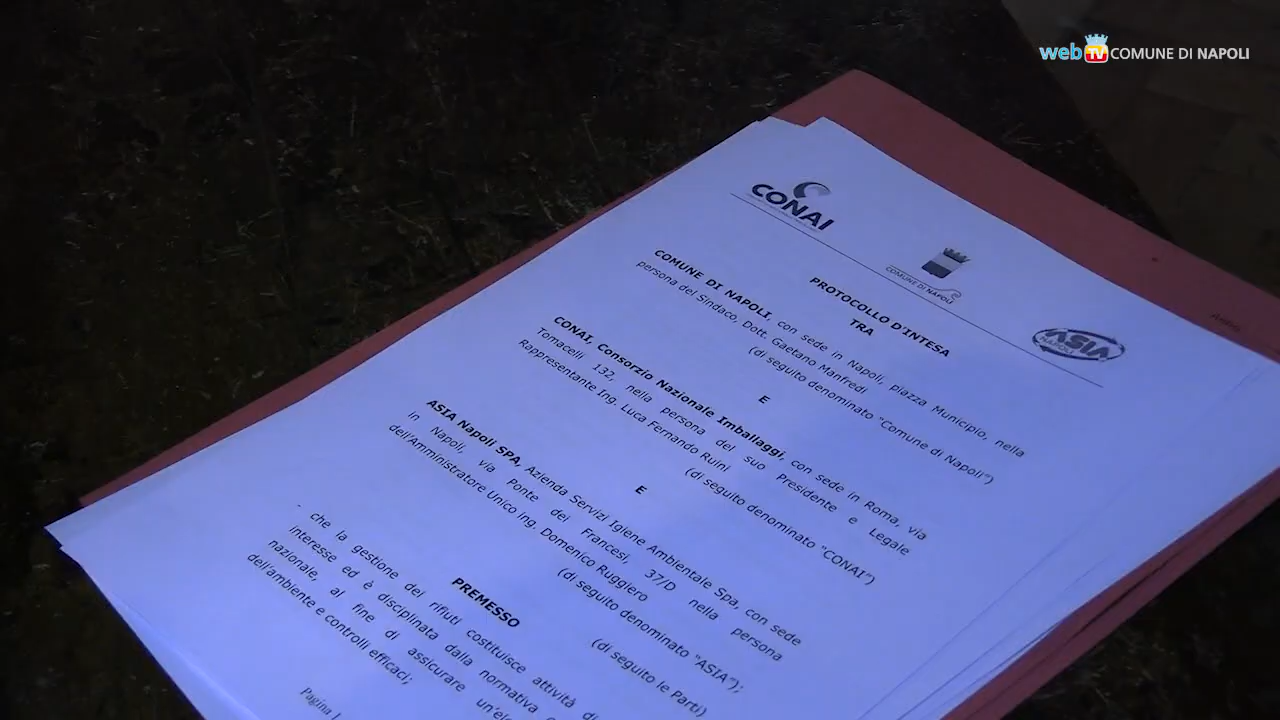 web TV COMUNE DI NAPOLI
CONAI
COMUNE DI NAPOLI
ASIA
NAPOLI
PROTOCOLLO D'INTESA
TRA
COMUNE DI NAPOLI, con sede in Napoli, piazza Municipio, nella
persona del Sindaco, Dott. Gaetano Manfredi
(di seguito denominato "Comune di Napoli")
E
CONAI, Consorzio Nazionale Imballaggi, con sede in Roma, via
Tomacelli 132, nella persona del suo Presidente e Legale
Rappresentante Ing. Luca Fernando Ruini
(di seguito denominato "CONAI")
E
ASIA Napoli SPA, Azienda Servizi Igiene Ambientale Spa, con sede
in Napoli, via Ponte dei Francesi, 37/D nella persona
dell'Amministratore Unico ing. Domenico Ruggiero
(di seguito denominato "ASIA");
(di seguito le Parti)
PREMESSO
- che la gestione dei rifiuti costituisce attività di
interesse ed è disciplinata dalla normativa
nazionale, al fine di assicurare
dell'ambiente e controlli efficaci;
Pagina 1